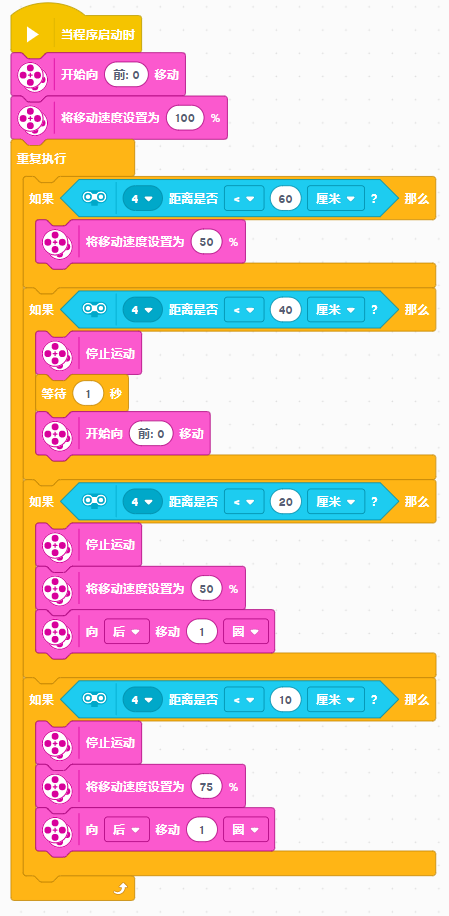 当程序启动时
开始向 前: 0 移动
将移动速度设置为 100 %
重复执行
如果 4 距离是否 < 60 厘米 ? 那么
将移动速度设置为 50 %
如果 4 距离是否 < 40 厘米 ? 那么
停止运动
等待 1 秒
开始向 前: 0 移动
如果 4 距离是否 < 20 厘米 ? 那么
停止运动
将移动速度设置为 50 %
向 后 移动 1 圆
如果 4 距离是否 < 10 厘米 ? 那么
停止运动
将移动速度设置为 75 %
向 后 移动 1 圆